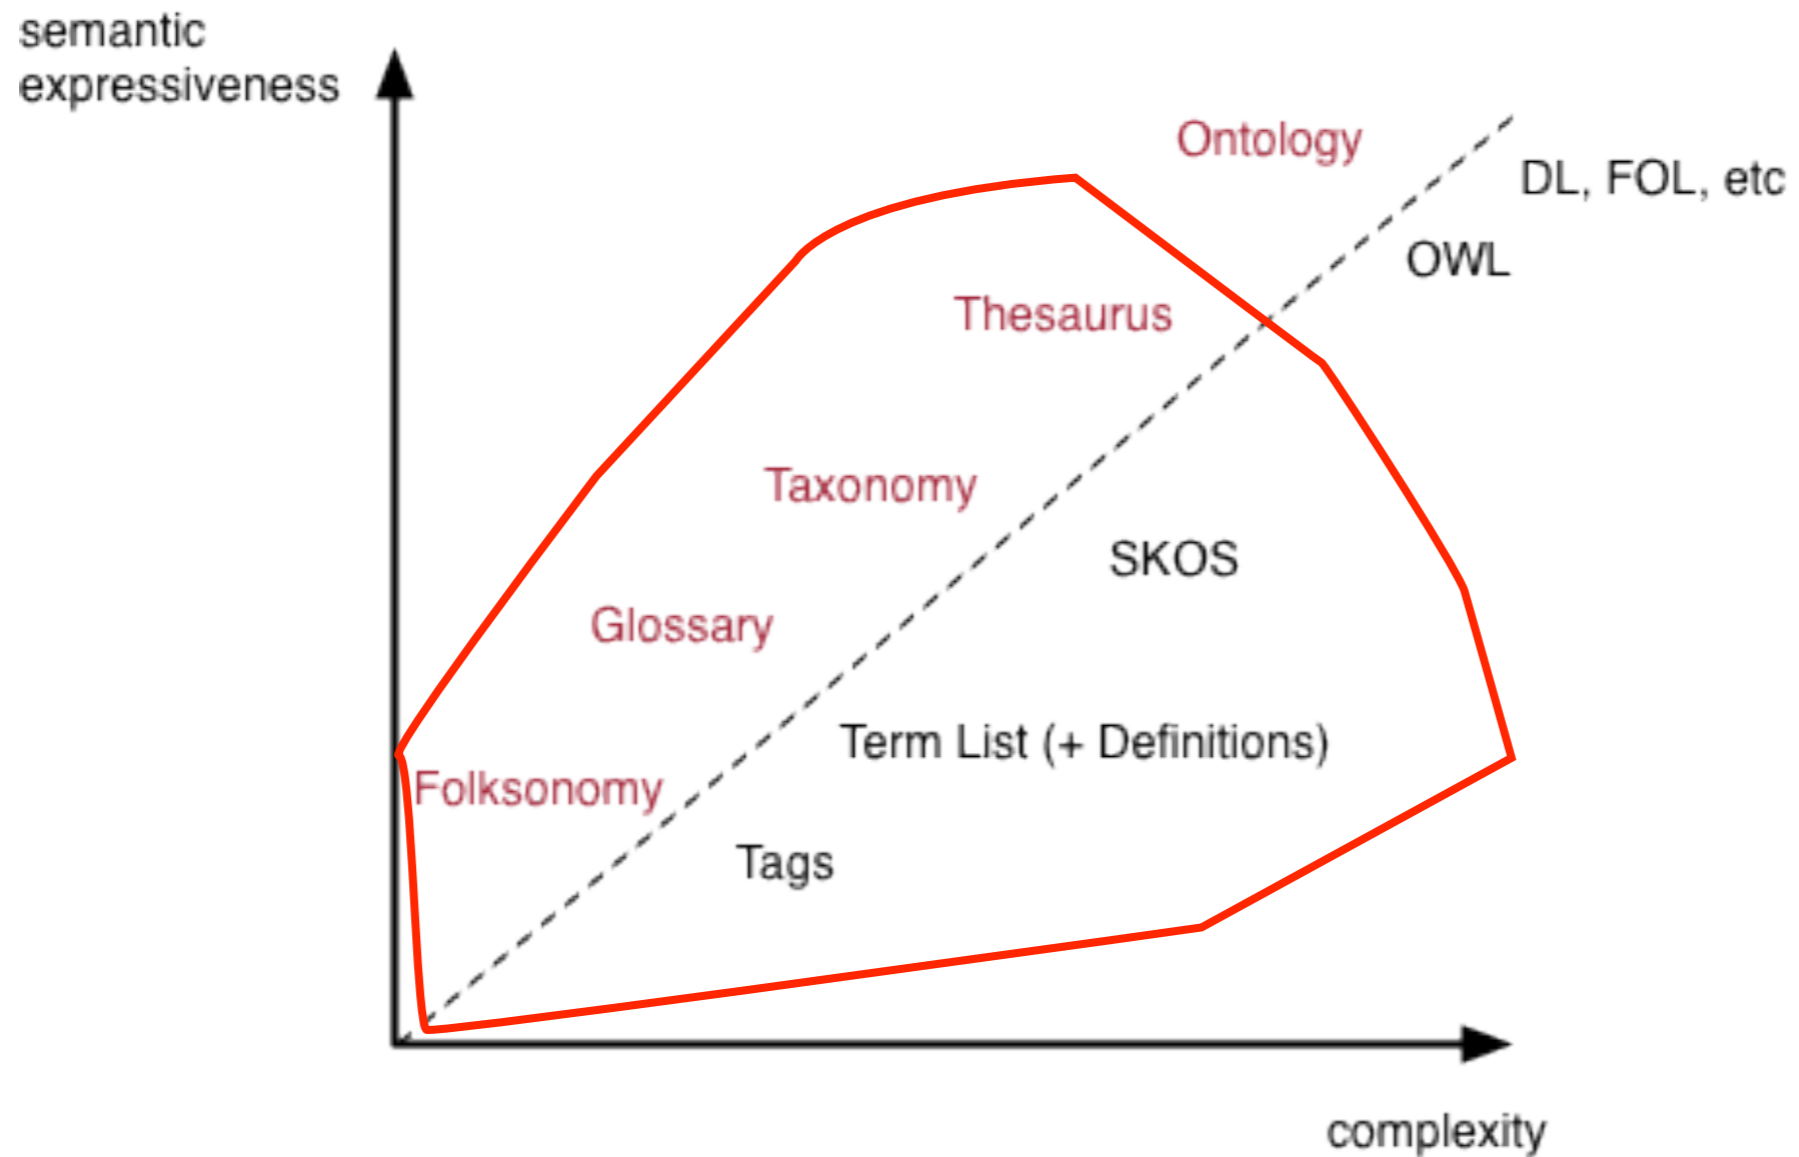 semantic
expressiveness
Ontology
DL, FOL, etc
OWL
Thesaurus
Taxonomy
SKOS
Glossary
Term List (+ Definitions)
Folksonomy
Tags
complexity